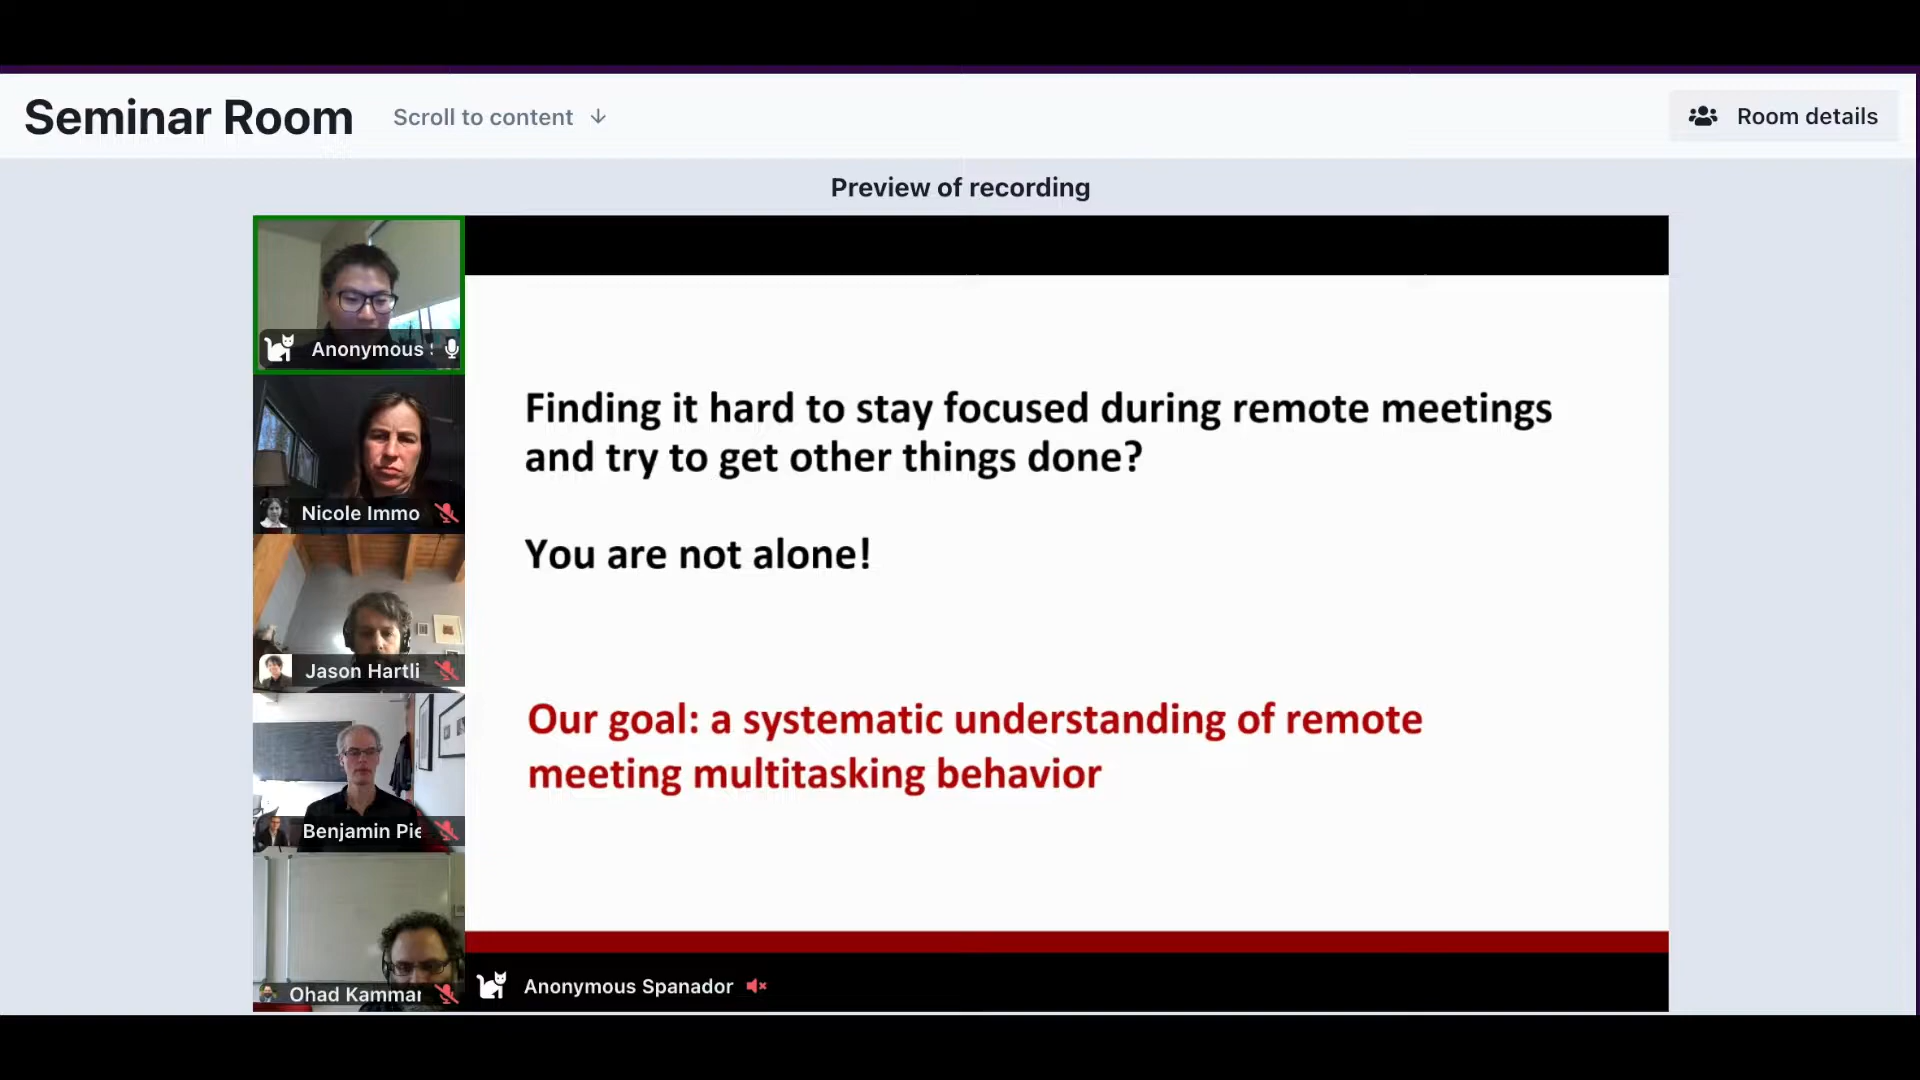 Seminar Room
Scroll to content ↓
Room details
Preview of recording
Anonymous
Nicole Immo
Jason Hartli
Benjamin Pie
Ohad Kammar
Finding it hard to stay focused during remote meetings
and try to get other things done?
You are not alone!
Our goal: a systematic understanding of remote
meeting multitasking behavior
Anonymous Spanador